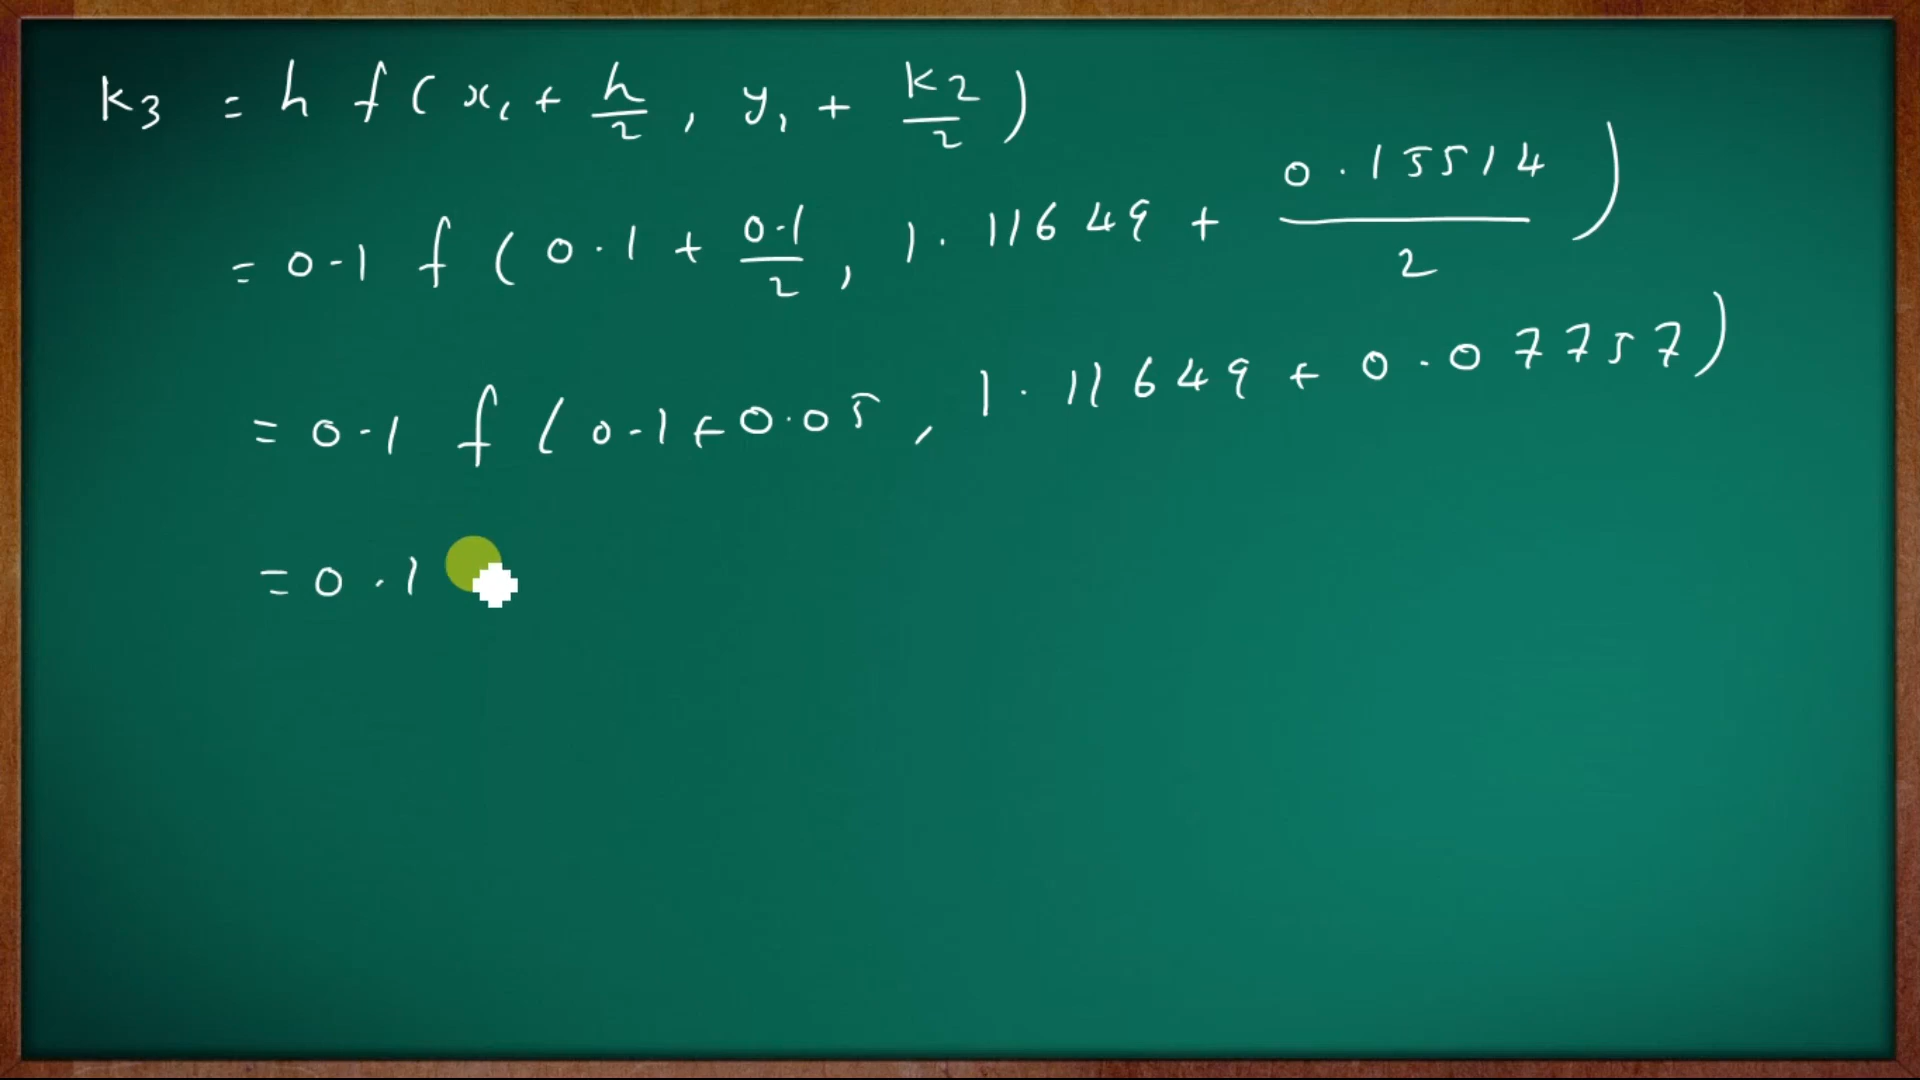 K3 = h f ( x1 + h/2 , y1 + K2/2 )
= 0.1 f ( 0.1 + 0.1/2 , 1.11649 + 0.15514/2 )
= 0.1 f ( 0.1 + 0.05 , 1.11649 + 0.07757 )
= 0.1